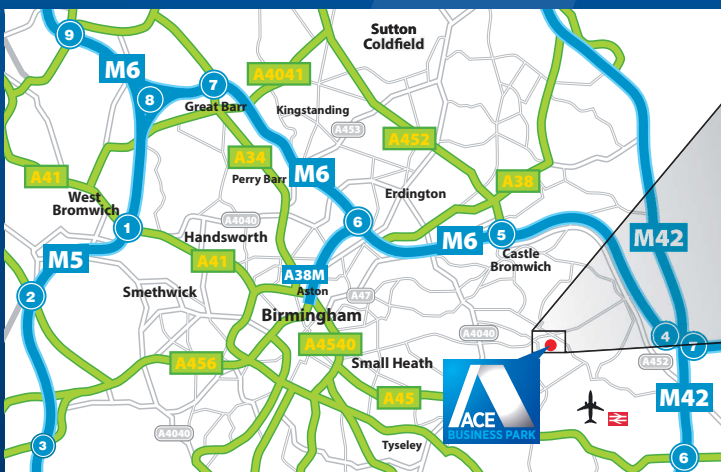 Sutton
Coldfield
9
M6
8
7
A4041
Great Barr
Kingstanding
A453
A452
A34
A41
Perry Barr
M6
A38
West
Bromwich
Erdington
1
A4040
6
5
M6
Handsworth
M42
M5
A41
Castle
Bromwich
A38M
Aston
A47
2
Smethwick
Birmingham
A4040
4
7
A4540
A456
Small Heath
A452
ACE
BUSINESS PARK
A45
M42
A4040
3
Tyseley
6